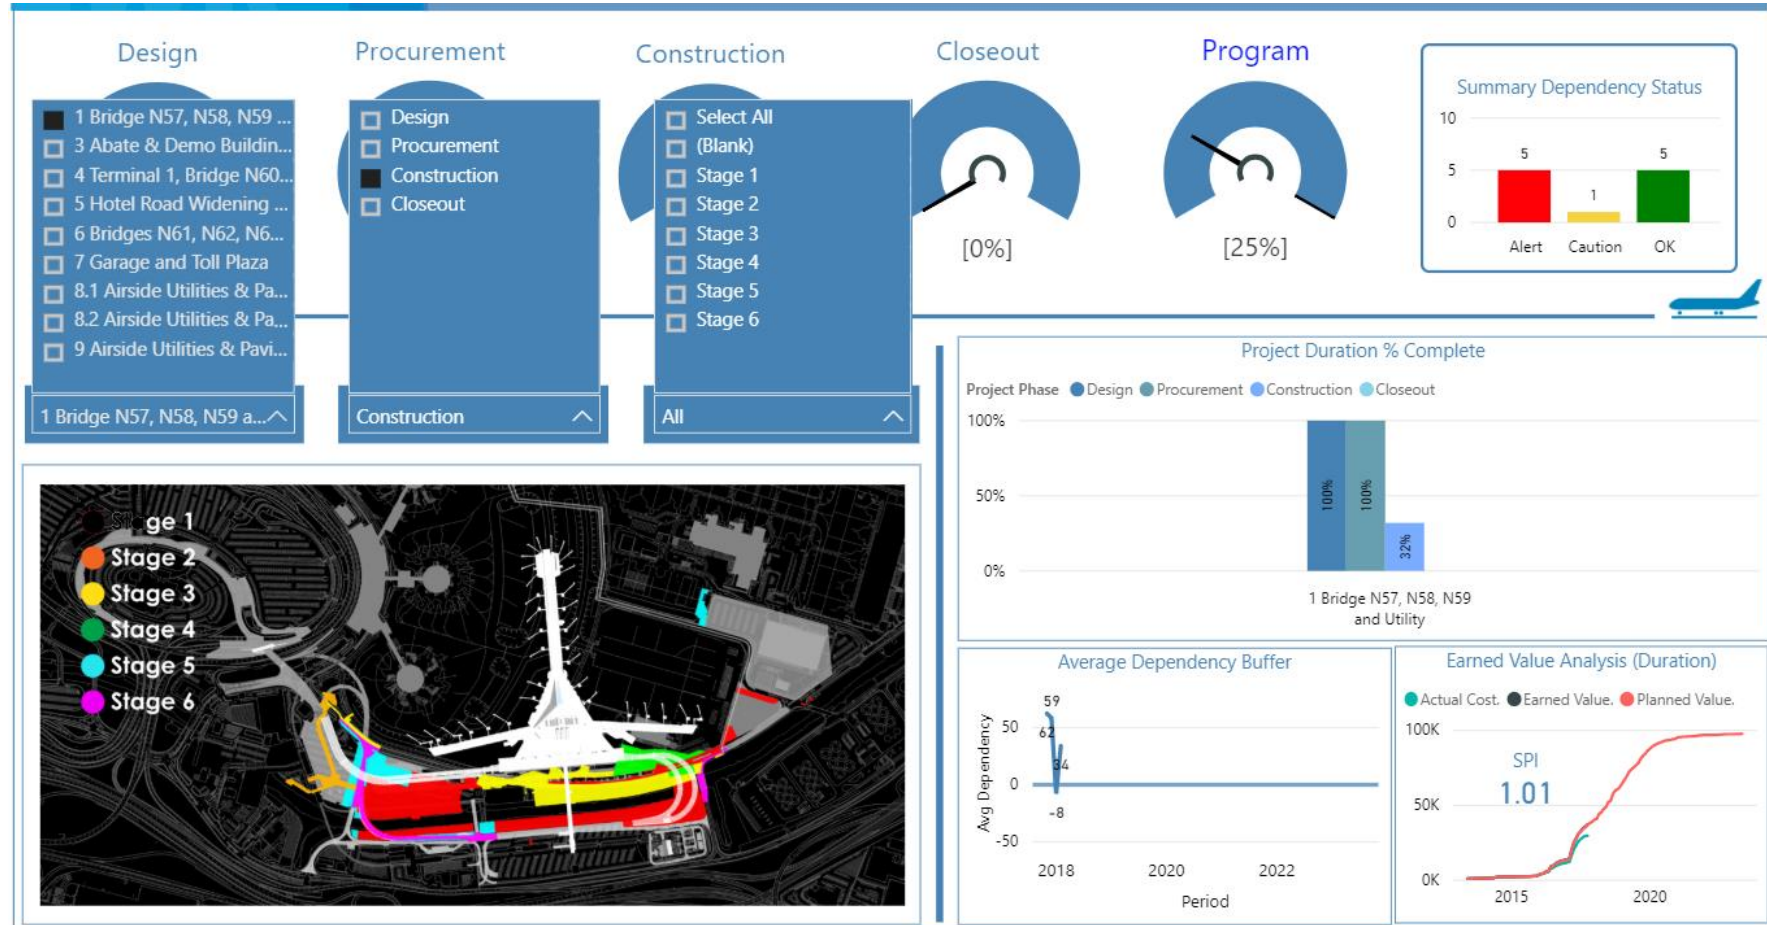 Design
Procurement
Construction
Closeout
Program
1 Bridge N57, N58, N59 ...
3 Abate & Demo Buildin...
4 Terminal 1, Bridge N60...
5 Hotel Road Widening ...
6 Bridges N61, N62, N6...
7 Garage and Toll Plaza
8.1 Airside Utilities & Pa...
8.2 Airside Utilities & Pa...
9 Airside Utilities & Pavi...
1 Bridge N57, N58, N59 a...
Design
Procurement
Construction
Closeout
Construction
Select All
(Blank)
Stage 1
Stage 2
Stage 3
Stage 4
Stage 5
Stage 6
All
[0%]
[25%]
Summary Dependency Status
10
5
0
5
1
5
Alert
Caution
OK
Stage 1
Stage 2
Stage 3
Stage 4
Stage 5
Stage 6
Project Duration % Complete
Project Phase Design Procurement Construction Closeout
100%
50%
0%
100%
100%
32%
1 Bridge N57, N58, N59
and Utility
Average Dependency Buffer
Avg Dependency
50
0
-50
59
62
34
-8
2018 2020 2022
Period
Earned Value Analysis (Duration)
Actual Cost. Earned Value. Planned Value.
100K
50K
0K
SPI
1.01
2015 2020